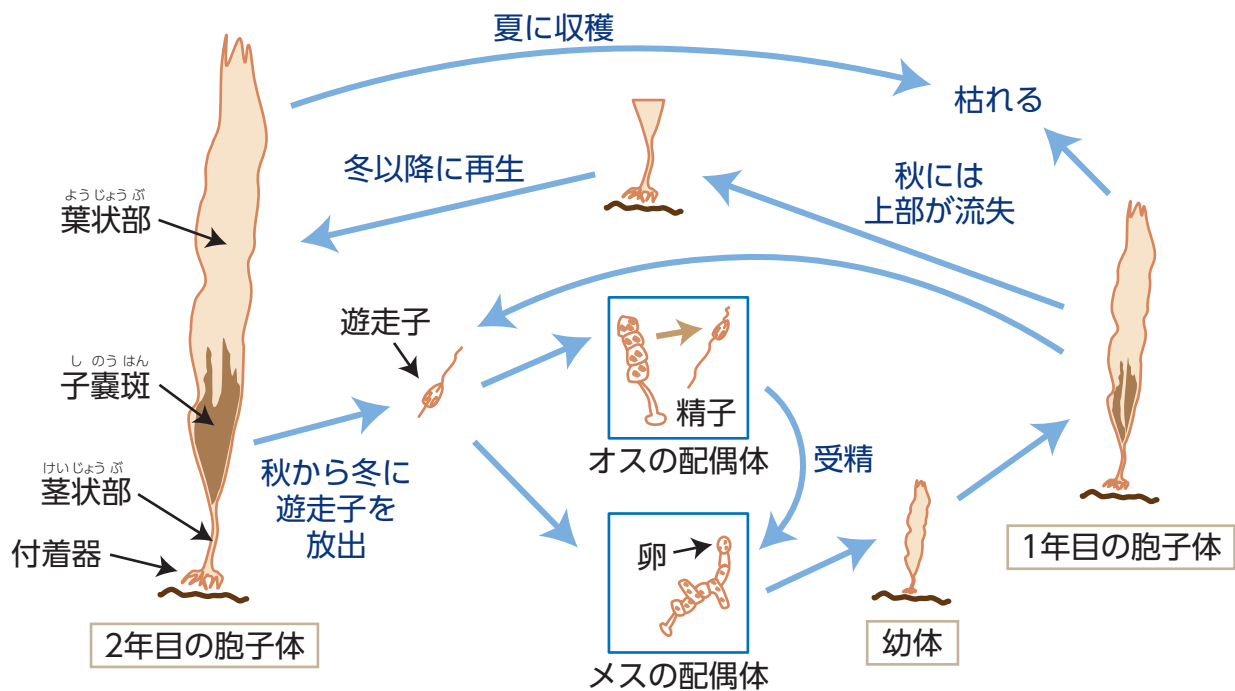 夏に収穫
枯れる
冬以降に再生
秋には
上部が流失
ようじょうぶ
葉状部
遊走子
しのうはん
子嚢斑
精子
オスの配偶体
受精
けいじょうぶ
茎状部
秋から冬に
遊走子を
放出
付着器
卵
1年目の胞子体
2年目の胞子体
幼体
メスの配偶体